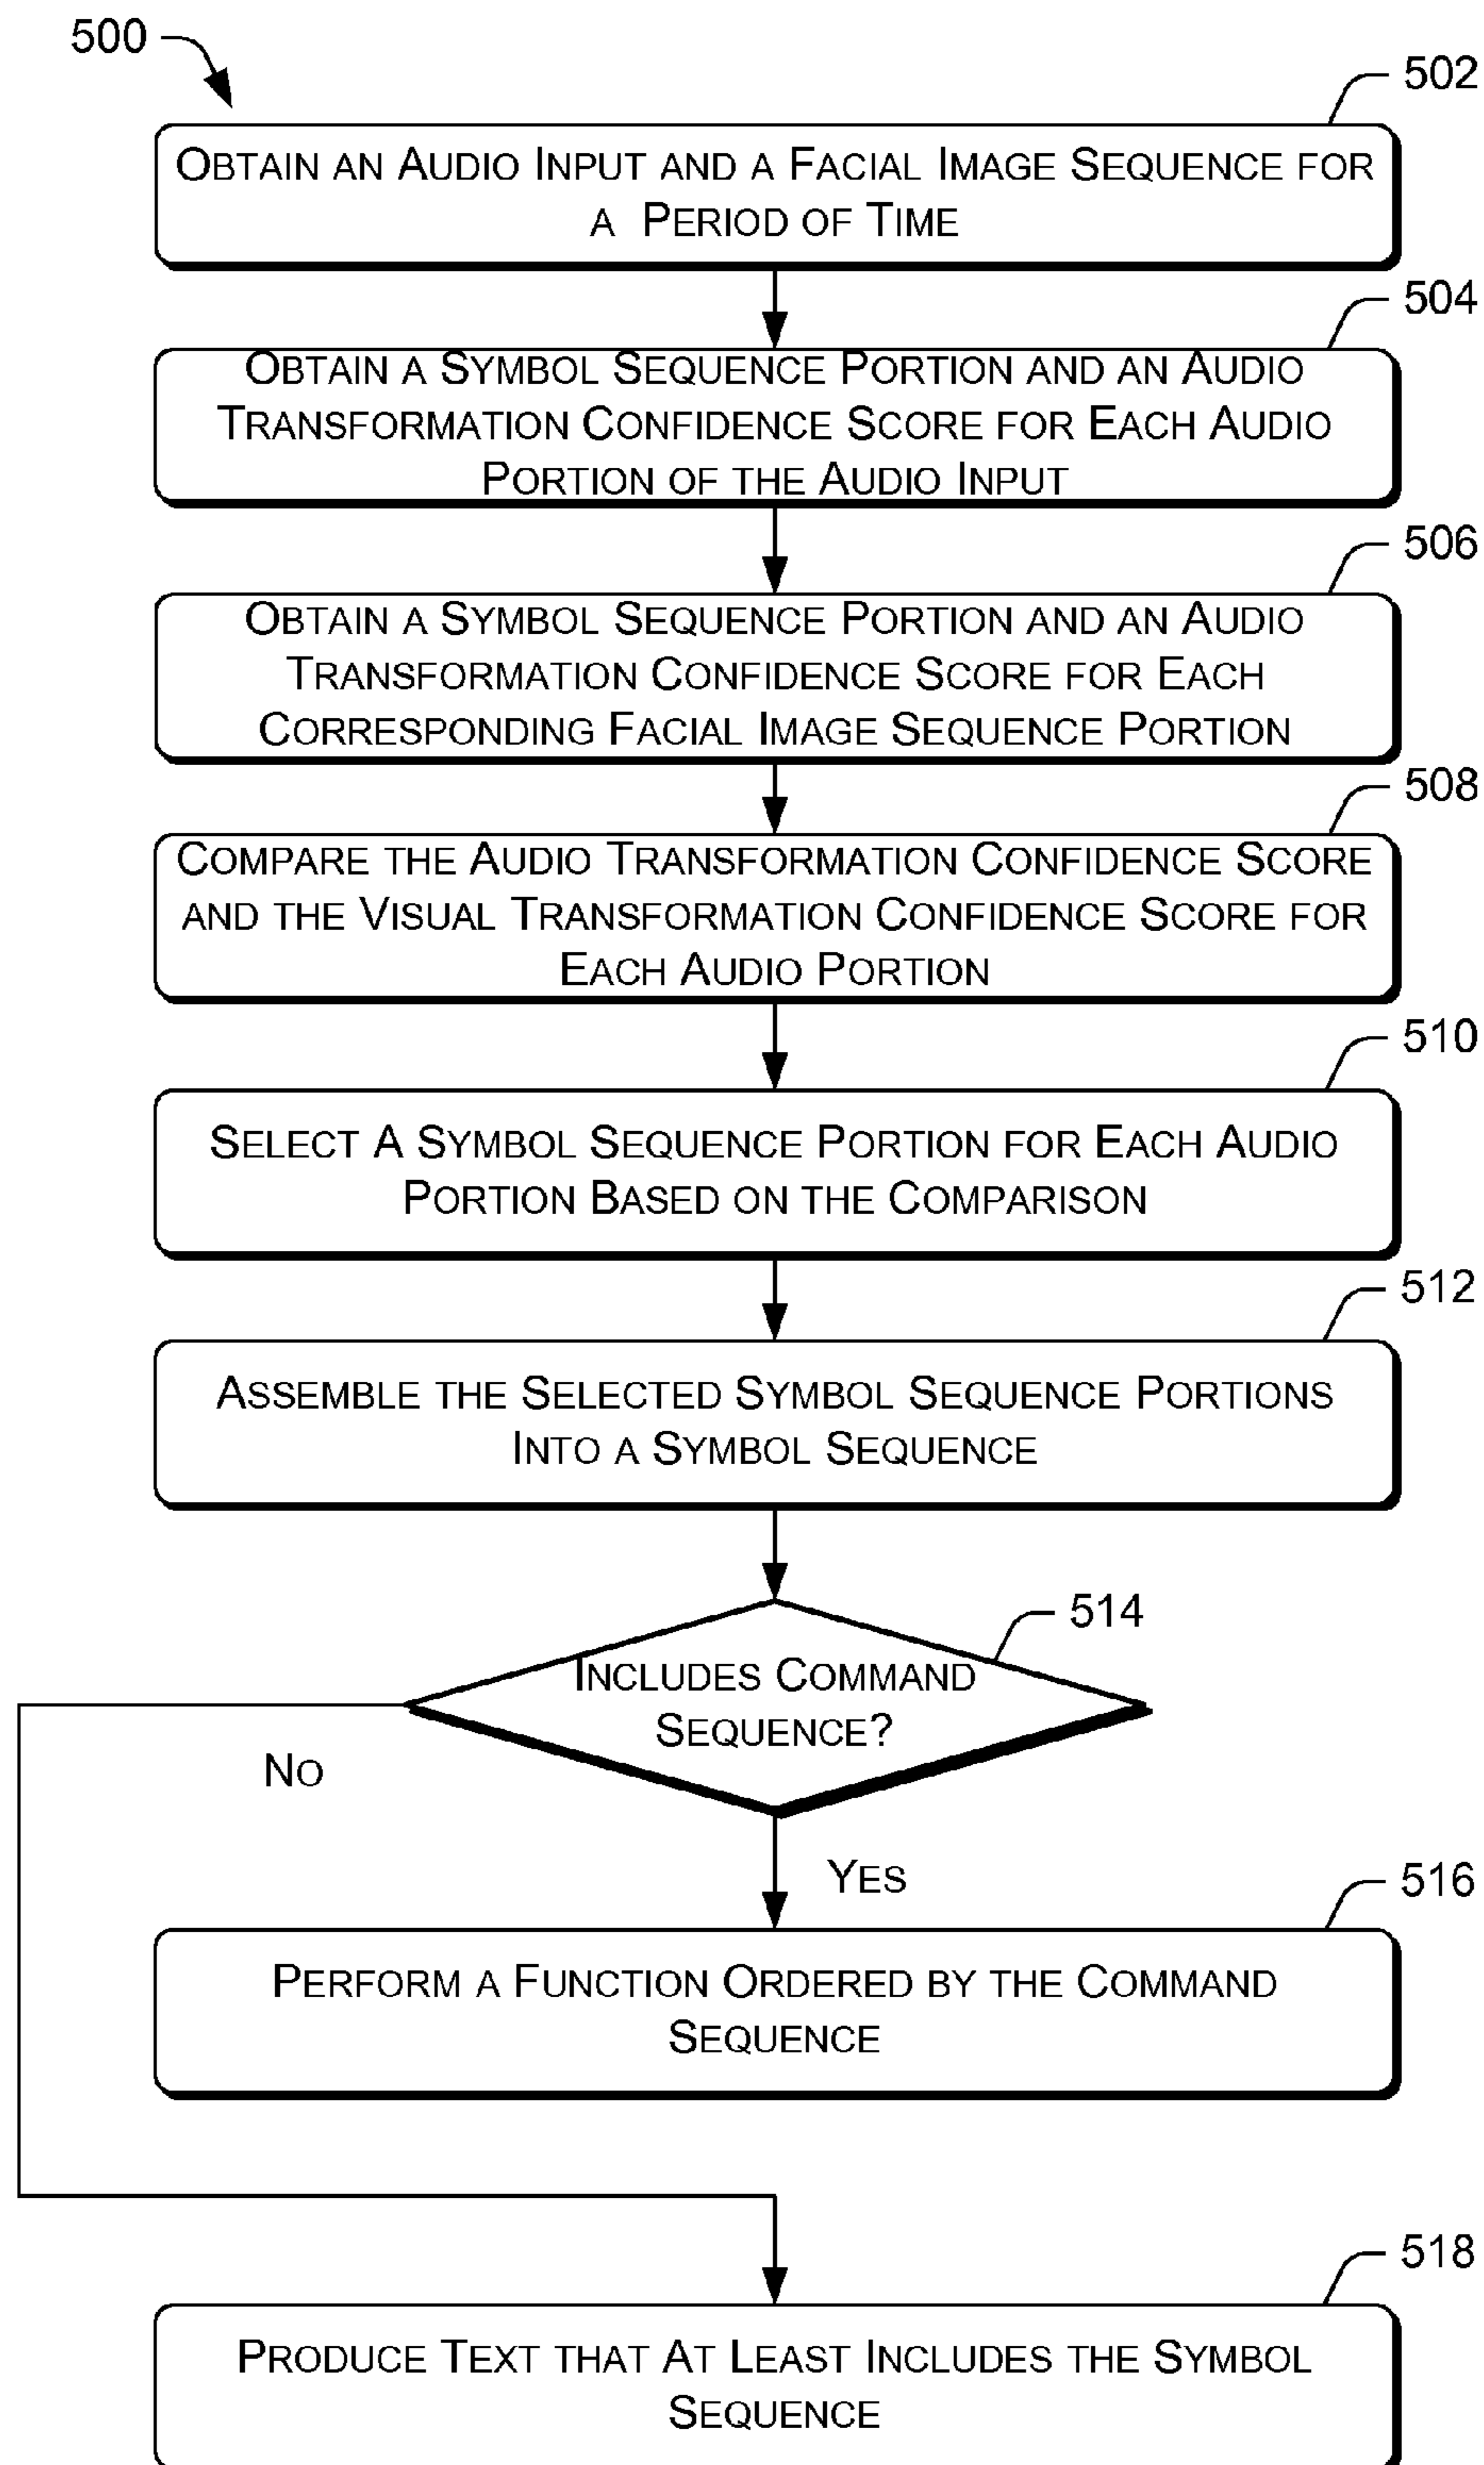 500
502
OBTAIN AN AUDIO INPUT AND A FACIAL IMAGE SEQUENCE FOR
A PERIOD OF TIME
504
OBTAIN A SYMBOL SEQUENCE PORTION AND AN AUDIO
TRANSFORMATION CONFIDENCE SCORE FOR EACH AUDIO
PORTION OF THE AUDIO INPUT
506
OBTAIN A SYMBOL SEQUENCE PORTION AND AN AUDIO
TRANSFORMATION CONFIDENCE SCORE FOR EACH
CORRESPONDING FACIAL IMAGE SEQUENCE PORTION
508
COMPARE THE AUDIO TRANSFORMATION CONFIDENCE SCORE
AND THE VISUAL TRANSFORMATION CONFIDENCE SCORE FOR
EACH AUDIO PORTION
510
SELECT A SYMBOL SEQUENCE PORTION FOR EACH AUDIO
PORTION BASED ON THE COMPARISON
512
ASSEMBLE THE SELECTED SYMBOL SEQUENCE PORTIONS
INTO A SYMBOL SEQUENCE
514
INCLUDES COMMAND
SEQUENCE?
NO
YES
516
PERFORM A FUNCTION ORDERED BY THE COMMAND
SEQUENCE
518
PRODUCE TEXT THAT AT LEAST INCLUDES THE SYMBOL
SEQUENCE